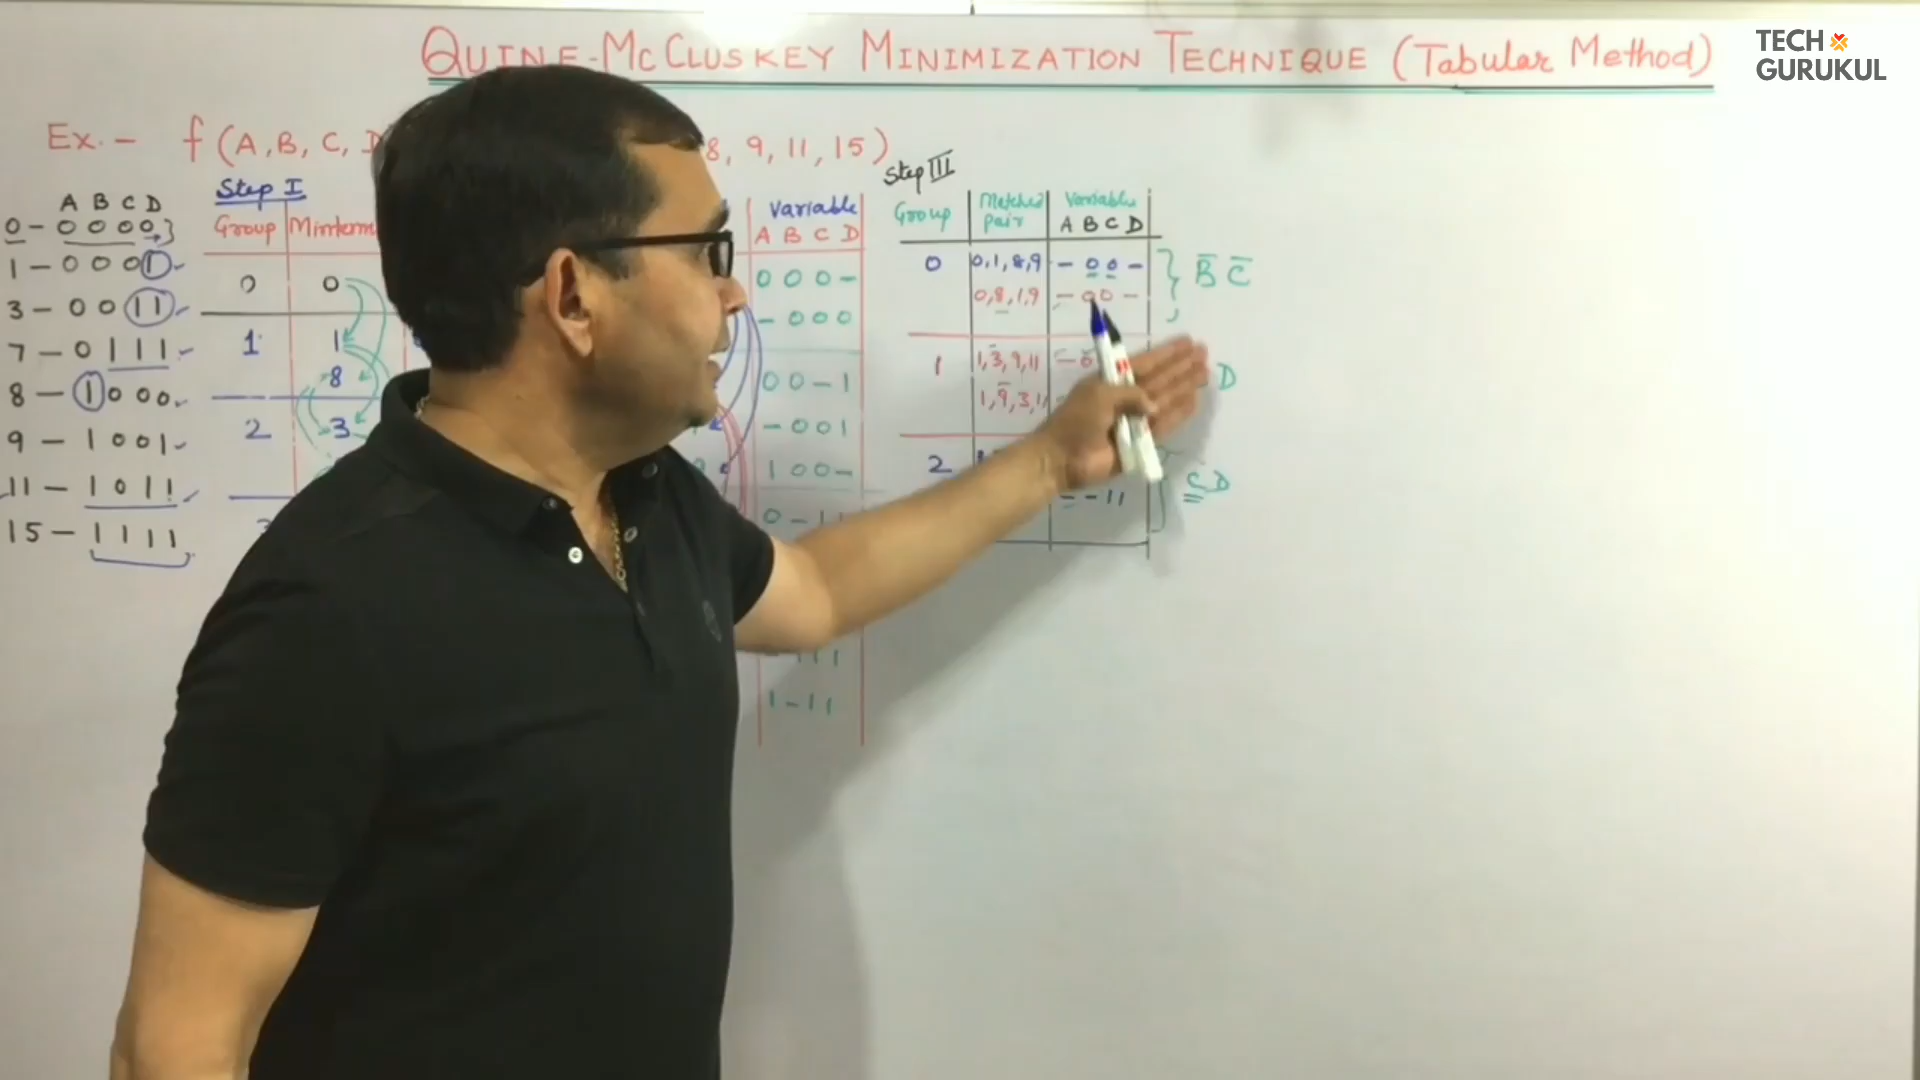 QUINE-McCLUSKEY MINIMIZATION TECHNIQUE (Tabular Method)
TECH
GURUKUL
Ex. - f(A, B, C, 8, 9, 11, 15)
A B C D
0 - 0 0 0 0
1 - 0 0 0 1
3 - 0 0 1 1
7 - 0 1 1 1
8 - 1 0 0 0
9 - 1 0 0 1
11 - 1 0 1 1
15 - 1 1 1 1
Step I
Group Minterm
0 0
1 1
8
2 3
Variable
A B C D
0 0 0 -
- 0 0 0
0 0 - 1
- 0 0 1
1 0 0 -
0 - 1 1
- 1 1 1
1 - 1 1
Step III
Group Matched pair Variable
A B C D
0 0,1,8,9 - 0 0 - B̅ C̅
0,8,1,9 - 0 0 -
1 1,3,9,11 - 0 D
1,9,3,1
2 C D
- - 1 1